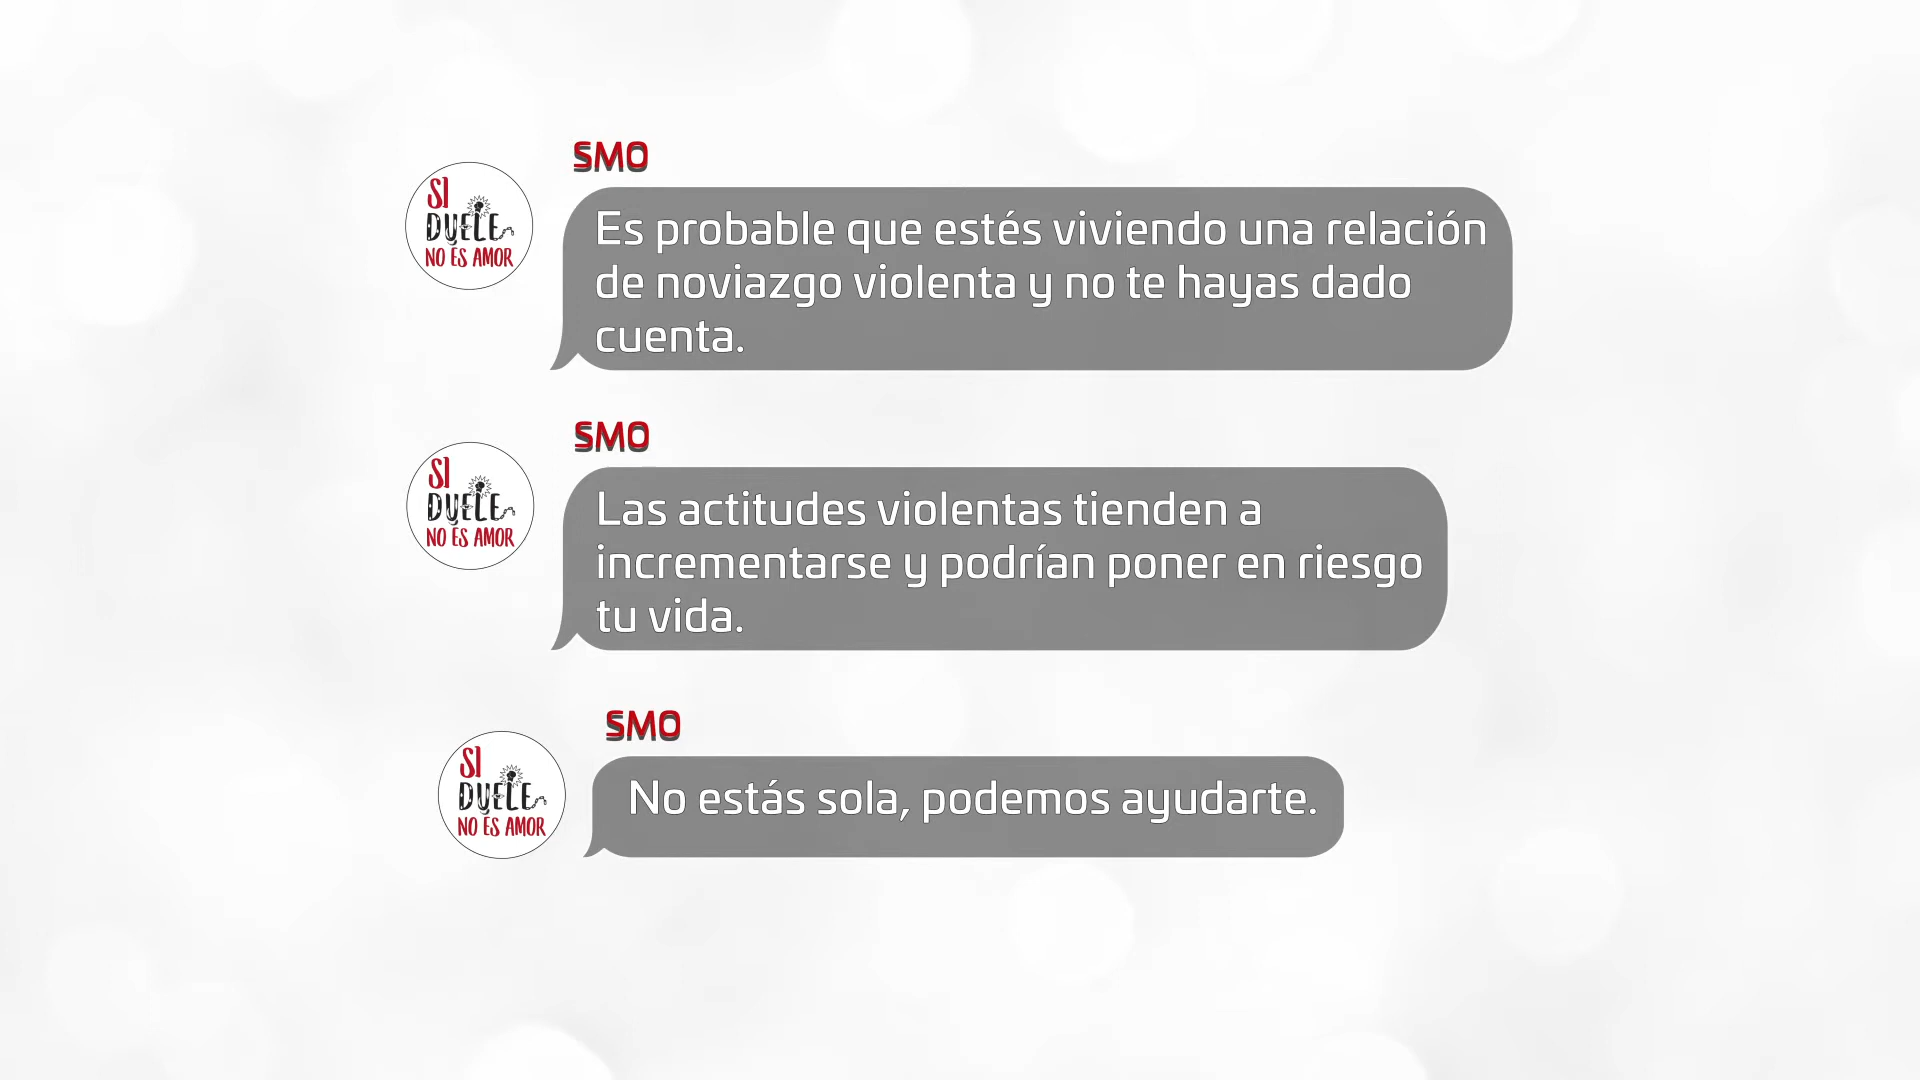 SMO
SI
DUELE
NO ES AMOR
Es probable que estés viviendo una relación
de noviazgo violenta y no te hayas dado
cuenta.
SMO
SI
DUELE
NO ES AMOR
Las actitudes violentas tienden a
incrementarse y podrían poner en riesgo
tu vida.
SMO
SI
DUELE
NO ES AMOR
No estás sola, podemos ayudarte.